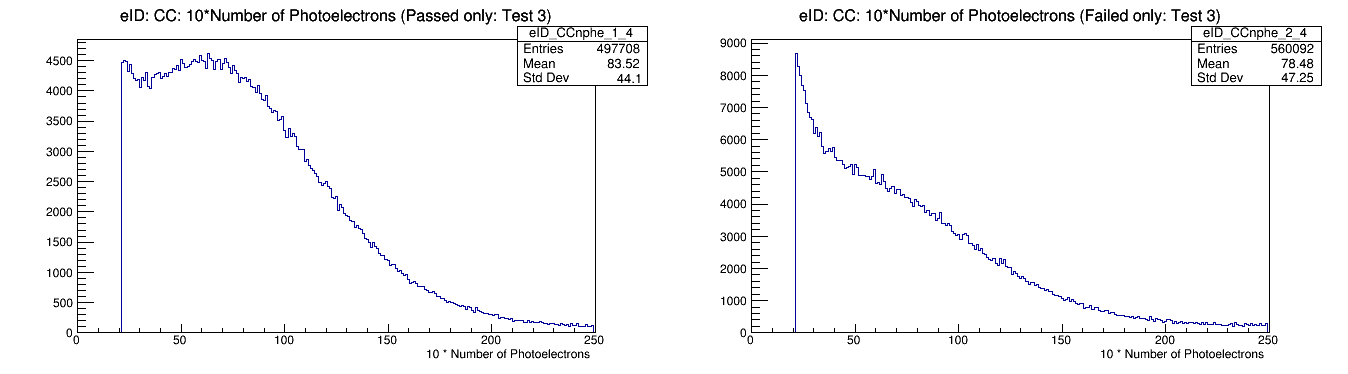 eID: CC: 10*Number of Photoelectrons (Passed only: Test 3)
eID_CCnphe_1_4
Entries 497708
Mean 83.52
Std Dev 44.1
4500
4000
3500
3000
2500
2000
1500
1000
500
0
0 50 100 150 200 250
10 * Number of Photoelectrons
eID: CC: 10*Number of Photoelectrons (Failed only: Test 3)
eID_CCnphe_2_4
Entries 560092
Mean 78.48
Std Dev 47.25
9000
8000
7000
6000
5000
4000
3000
2000
1000
0
0 50 100 150 200 250
10 * Number of Photoelectrons